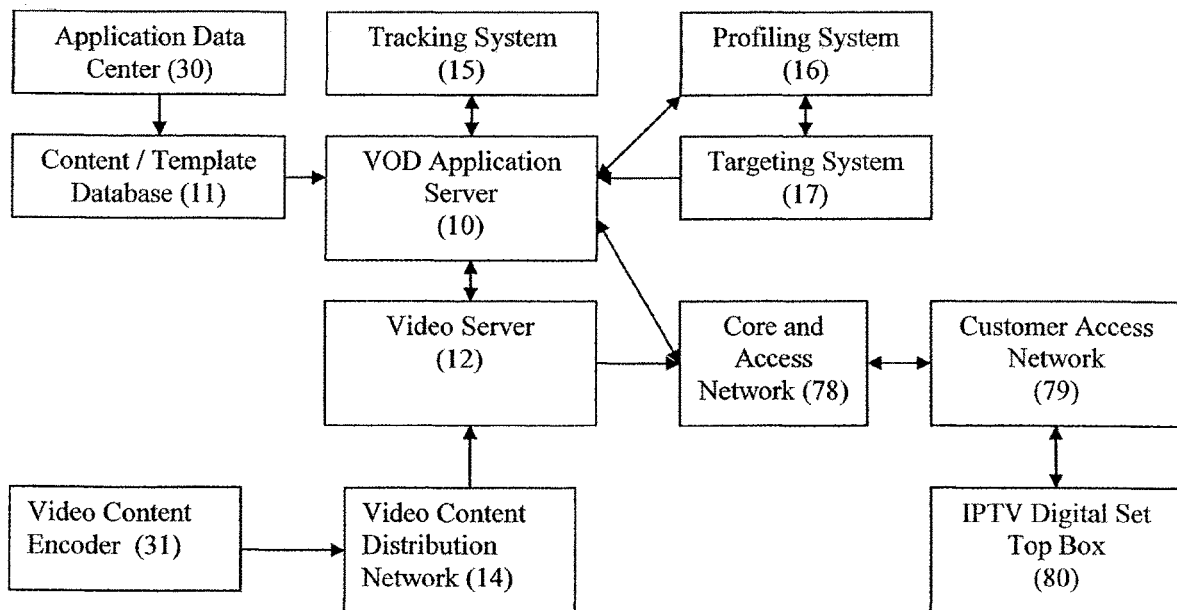 Application Data
Center (30)
Tracking System
(15)
Profiling System
(16)
Content / Template
Database (11)
VOD Application
Server
(10)
Targeting System
(17)
Video Server
(12)
Core and
Access
Network (78)
Customer Access
Network
(79)
Video Content
Encoder (31)
Video Content
Distribution
Network (14)
IPTV Digital Set
Top Box
(80)